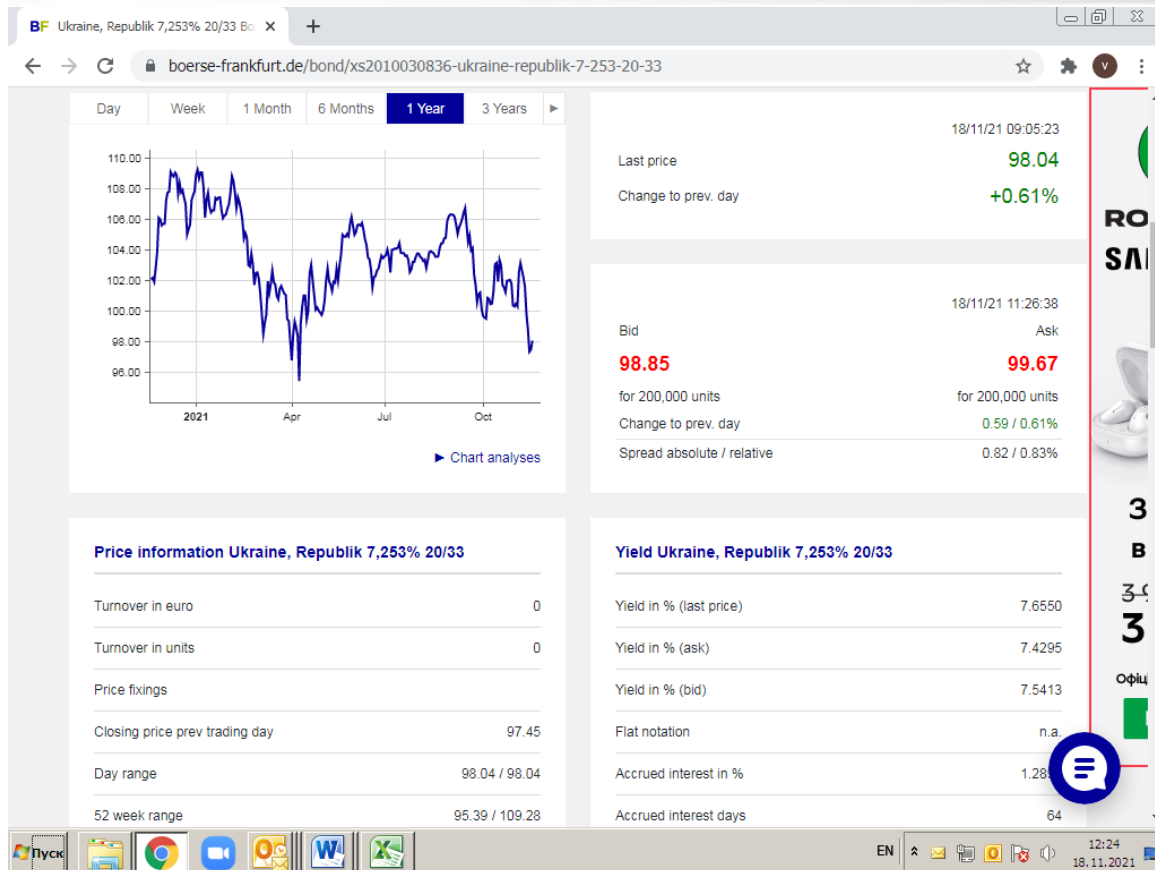 BF Ukraine, Republik 7,253% 20/33
boerse-frankfurt.de/bond/xs2010030836-ukraine-republik-7-253-20-33
V
Day Week 1 Month 6 Months 1 Year 3 Years
110.00
108.00
106.00
104.00
102.00
100.00
98.00
96.00
2021 Apr Jul Oct
Chart analyses
18/11/21 09:05:23
Last price 98.04
Change to prev. day +0.61%
18/11/21 11:26:38
Bid Ask
98.85 99.67
for 200,000 units for 200,000 units
Change to prev. day 0.59 / 0.61%
Spread absolute / relative 0.82 / 0.83%
Price information Ukraine, Republik 7,253% 20/33
Turnover in euro 0
Turnover in units 0
Price fixings
Closing price prev trading day 97.45
Day range 98.04 / 98.04
52 week range 95.39 / 109.28
Yield Ukraine, Republik 7,253% 20/33
Yield in % (last price) 7.6550
Yield in % (ask) 7.4295
Yield in % (bid) 7.5413
Flat notation n.a.
Accrued interest in %
Accrued interest days 64
RO
3
В
3
Пуск
EN
12:24
18.11.2021